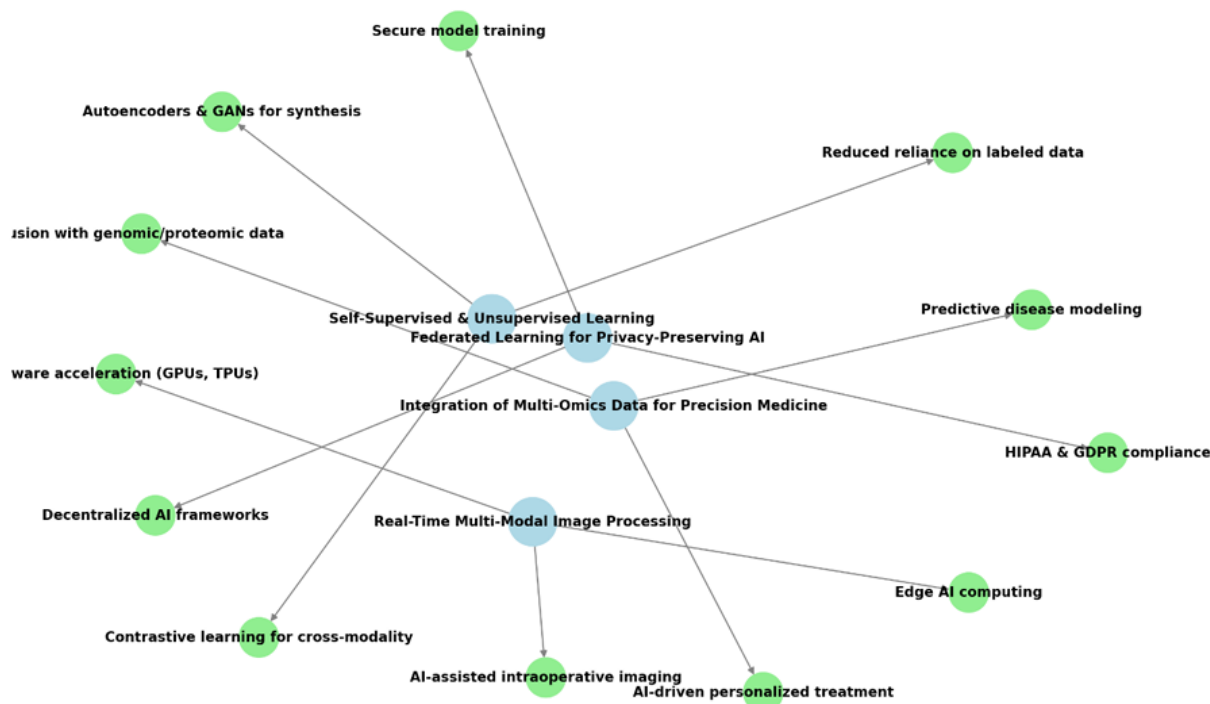 Secure model training
Autoencoders & GANs for synthesis
Reduced reliance on labeled data
with genomic/proteomic data
Predictive disease modeling
Self-Supervised & Unsupervised Learning
Federated Learning for Privacy-Preserving AI
acceleration (GPUs, TPUs)
Integration of Multi-Omics Data for Precision Medicine
HIPAA & GDPR compliance
Decentralized AI frameworks
Real-Time Multi-Modal Image Processing
Edge AI computing
Contrastive learning for cross-modality
AI-assisted intraoperative imaging
AI-driven personalized treatment